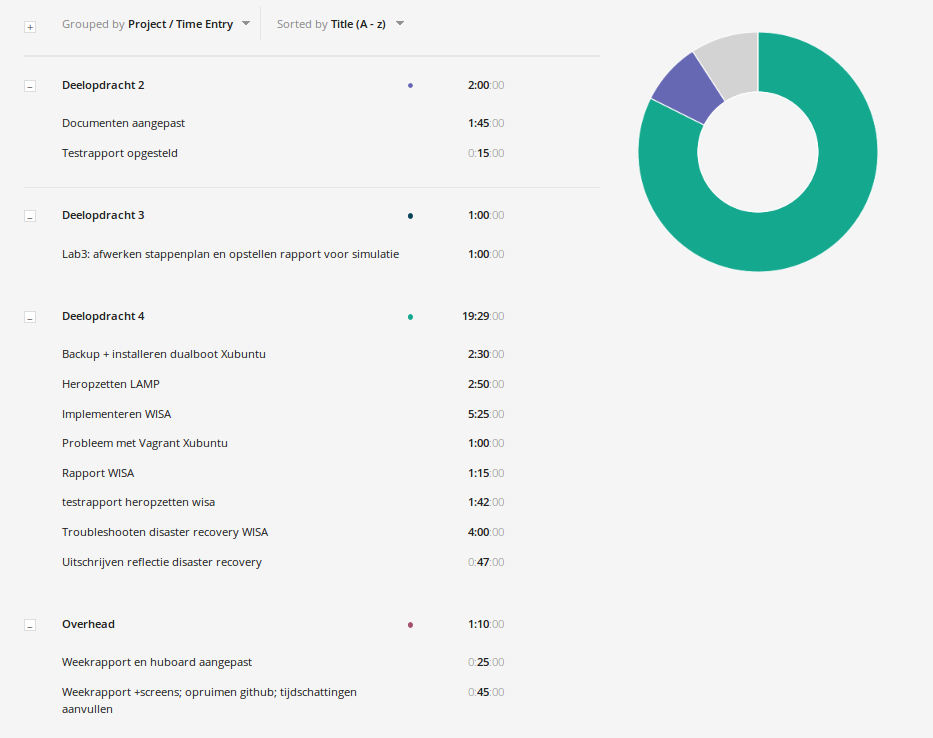 Grouped by Project / Time Entry Sorted by Title (A - z)
Deelopdracht 2 2:00:00
Documenten aangepast 1:45:00
Testrapport opgesteld 0:15:00
Deelopdracht 3 1:00:00
Lab3: afwerken stappenplan en opstellen rapport voor simulatie 1:00:00
Deelopdracht 4 19:29:00
Backup + installeren dualboot Xubuntu 2:30:00
Heropzetten LAMP 2:50:00
Implementeren WISA 5:25:00
Probleem met Vagrant Xubuntu 1:00:00
Rapport WISA 1:15:00
testrapport heropzetten wisa 1:42:00
Troubleshooten disaster recovery WISA 4:00:00
Uitschrijven reflectie disaster recovery 0:47:00
Overhead 1:10:00
Weekrapport en huboard aangepast 0:25:00
Weekrapport +screens; opruimen github; tijdschattingen 0:45:00
aanvullen